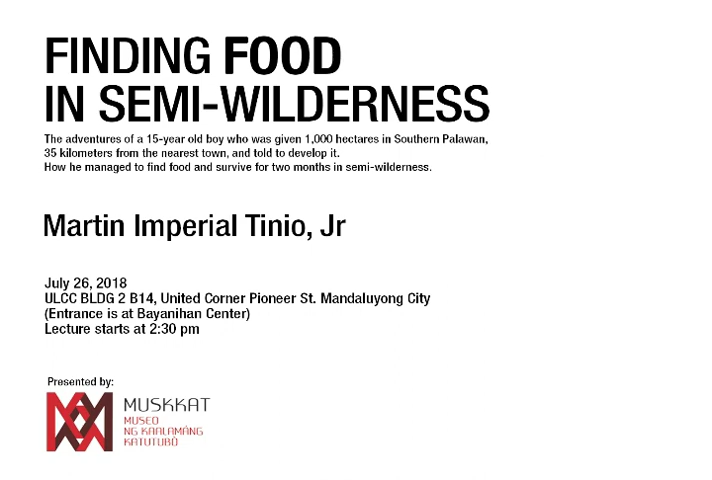 FINDING FOOD
IN SEMI-WILDERNESS
The adventures of a 15-year old boy who was given 1,000 hectares in Southern Palawan,
35 kilometers from the nearest town, and told to develop it.
How he managed to find food and survive for two months in semi-wilderness.
Martin Imperial Tinio, Jr
July 26, 2018
ULCC BLDG 2 B14, United Corner Pioneer St. Mandaluyong City
(Entrance is at Bayanihan Center)
Lecture starts at 2:30 pm
Presented by:
MUSKKAT
MUSEO
NG KAALAMÁNG
KATUTUBÒ